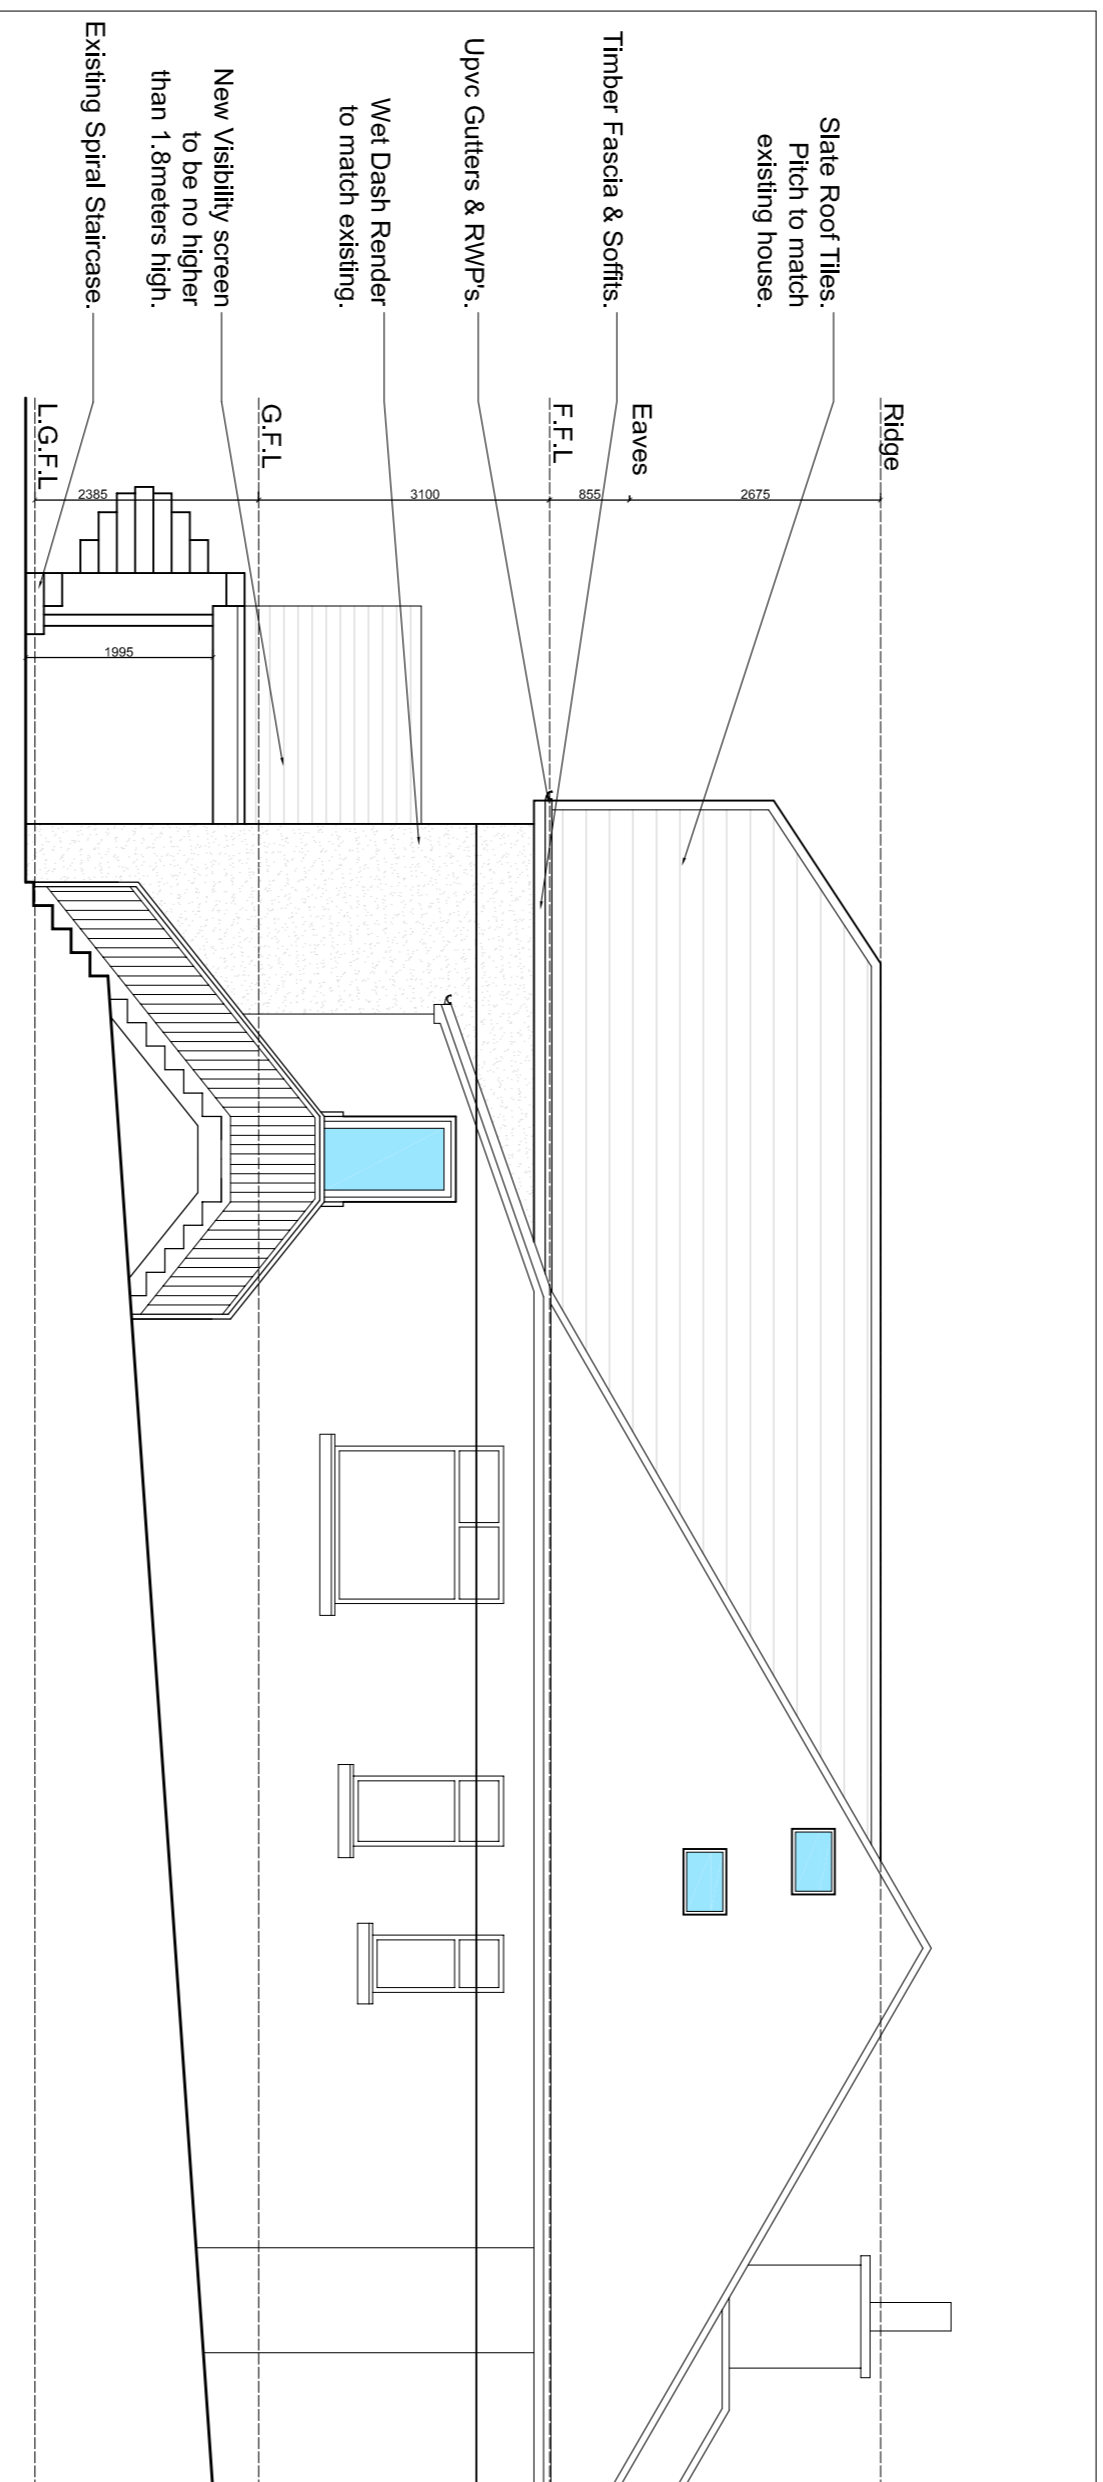 Slate Roof Tiles.
Pitch to match
existing house.
Timber Fascia & Soffits.
Upvc Gutters & RWP's.
Wet Dash Render
to match existing.
New Visibility screen
to be no higher
than 1.8meters high.
Existing Spiral Staircase.
Ridge
Eaves
F.F.L
G.F.L
L.G.F.L
2675
855
3100
2385
1995